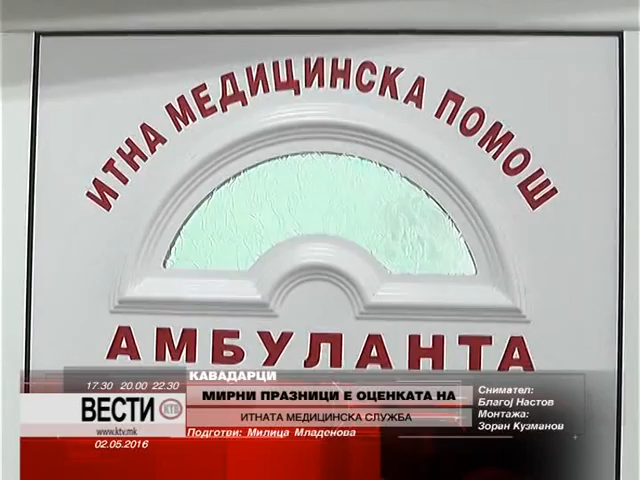 ИТНА МЕДИЦИНСКА ПОМОШ
АМБУЛАНТА
17.30 20.00 22.30
КАВАДАРЦИ
ВЕСТИ
КТВ
www.ktv.mk
02.05.2016
МИРНИ ПРАЗНИЦИ Е ОЦЕНКАТА НА
ИТНАТА МЕДИЦИНСКА СЛУЖБА
Подготви: Милица Младенова
Снимател:
Благој Настов
Монтажа:
Зоран Кузманов